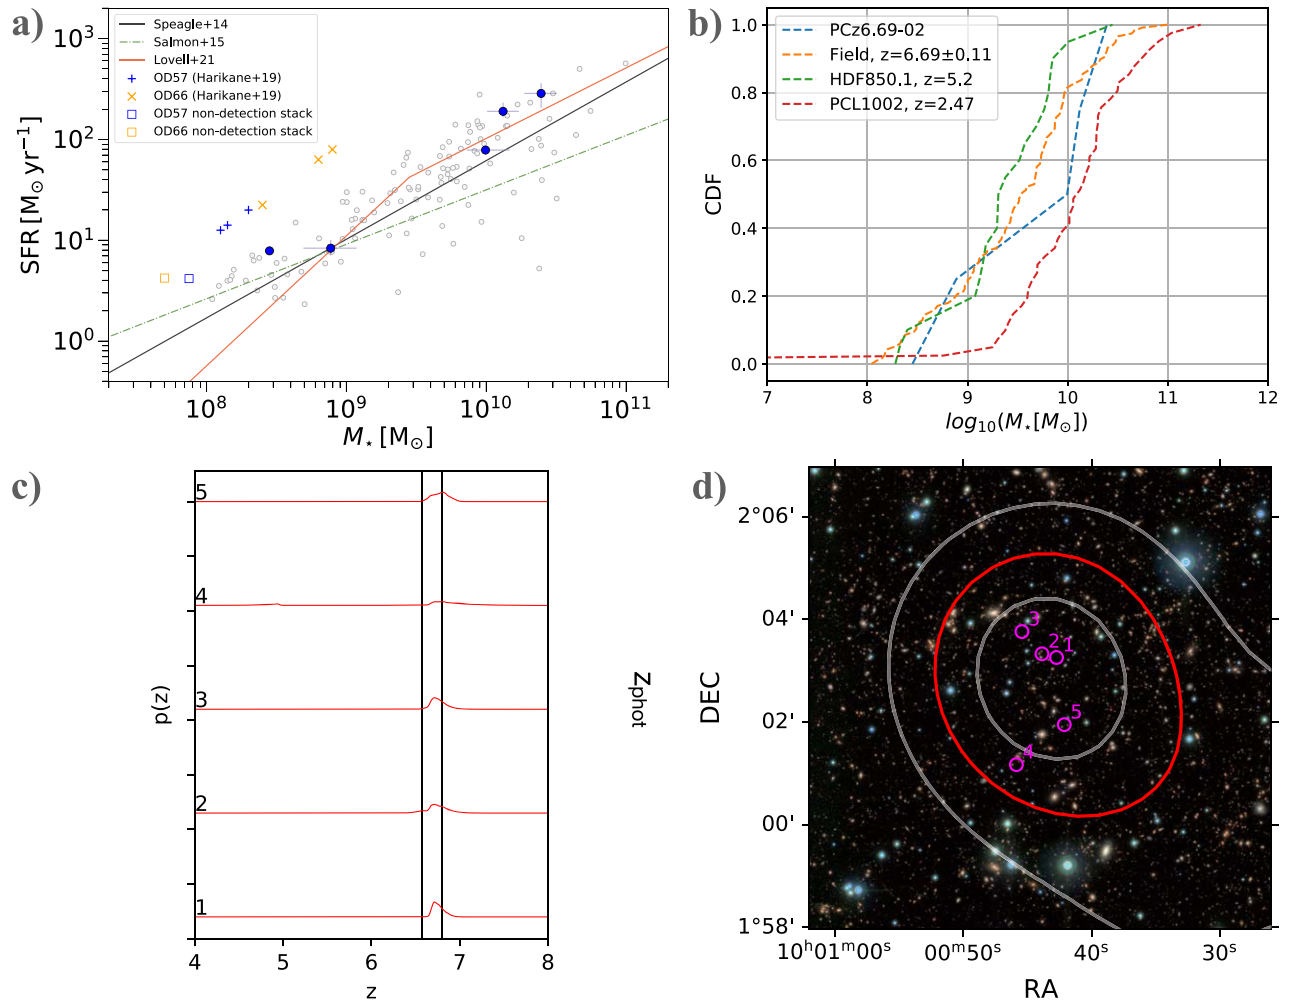 a)
Speagle+14
Salmon+15
Lovell+21
OD57 (Harikane+19)
OD66 (Harikane+19)
OD57 non-detection stack
OD66 non-detection stack
10³
10²
10¹
10⁰
SFR [M⊙ yr⁻¹]
10⁸ 10⁹ 10¹⁰ 10¹¹
M⋆ [M⊙]
b)
PCz6.69-02
Field, z=6.69±0.11
HDF850.1, z=5.2
PCL1002, z=2.47
1.0
0.8
0.6
0.4
0.2
0.0
CDF
7 8 9 10 11 12
log₁₀(M⋆[M⊙])
c)
5
4
3
2
1
p(z)
4 5 6 7 8
z
Zphot
d)
2°06'
04'
02'
00'
1°58'
DEC
3
2 1
5
4
10ʰ01ᵐ00ˢ 00ᵐ50ˢ 40ˢ 30ˢ
RA